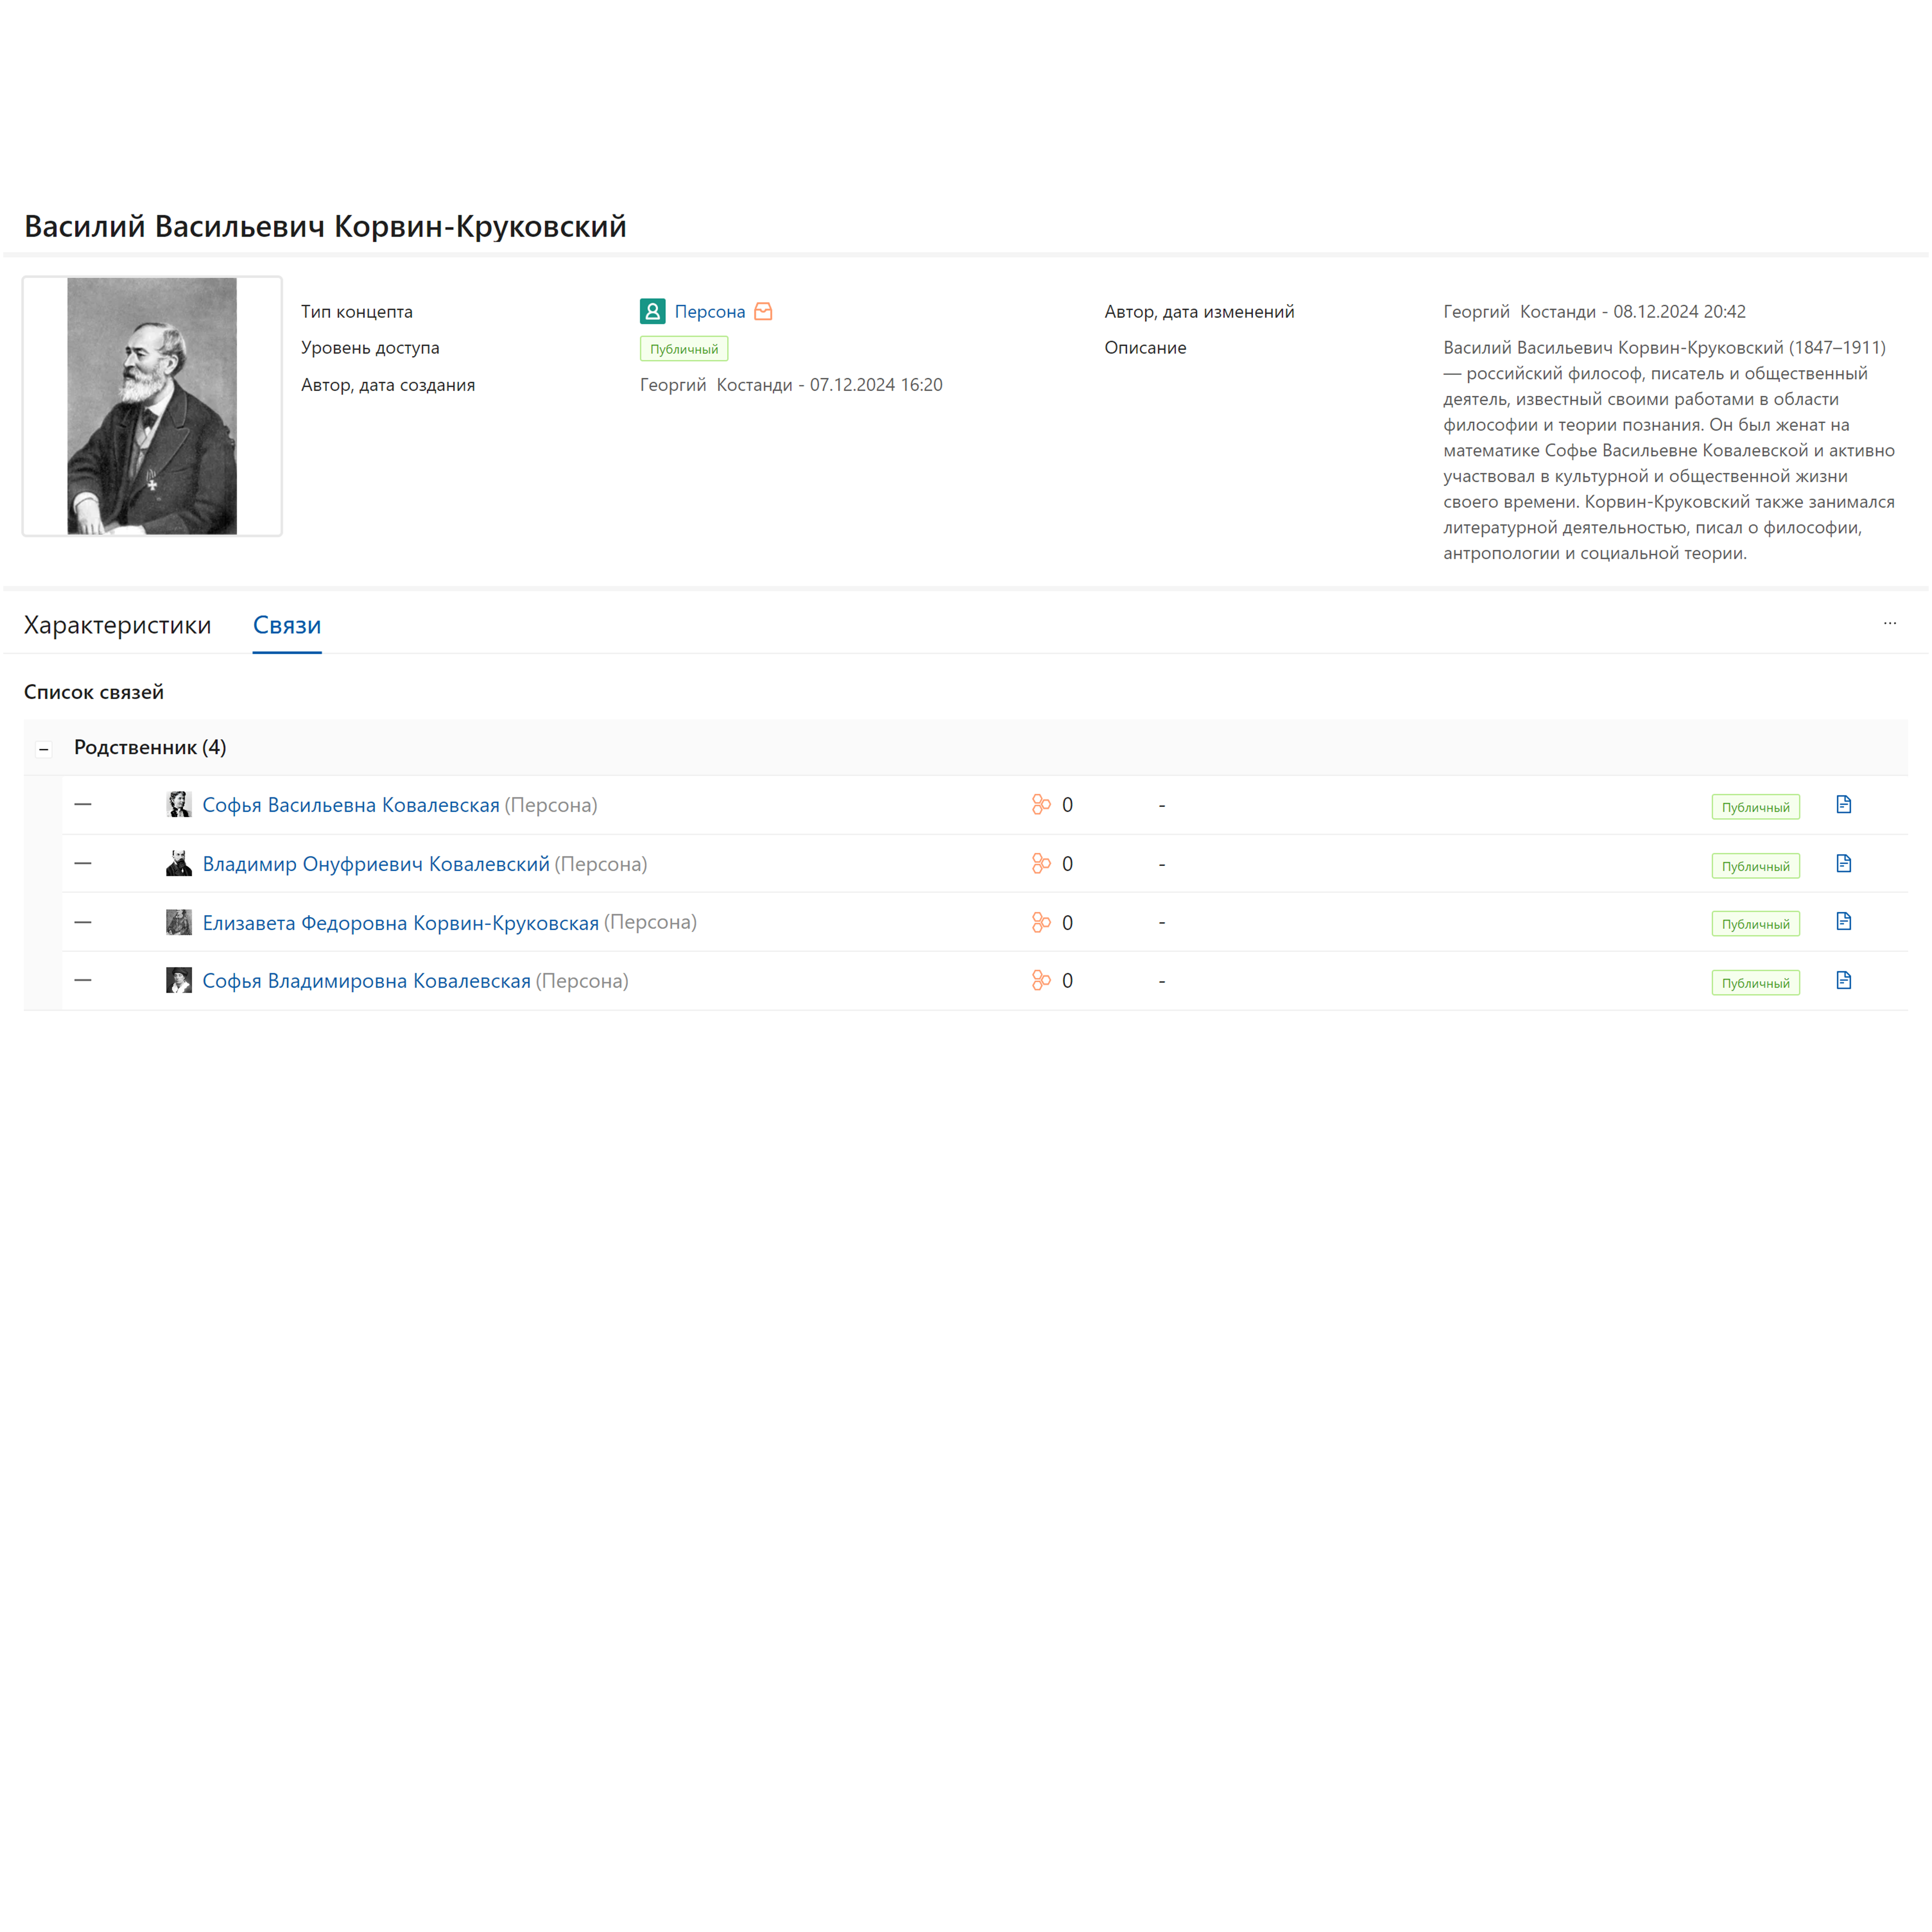 Василий Васильевич Корвин-Круковский
Тип концепта
Персона
Автор, дата изменений
Георгий Костанди - 08.12.2024 20:42
Уровень доступа
Публичный
Описание
Василий Васильевич Корвин-Круковский (1847–1911)
— российский философ, писатель и общественный
деятель, известный своими работами в области
философии и теории познания. Он был женат на
математике Софье Васильевне Ковалевской и активно
участвовал в культурной и общественной жизни
своего времени. Корвин-Круковский также занимался
литературной деятельностью, писал о философии,
антропологии и социальной теории.
Автор, дата создания
Георгий Костанди - 07.12.2024 16:20
Характеристики
Связи
...
Список связей
Родственник (4)
— Софья Васильевна Ковалевская (Персона) 0 - Публичный
— Владимир Онуфриевич Ковалевский (Персона) 0 - Публичный
— Елизавета Федоровна Корвин-Круковская (Персона) 0 - Публичный
— Софья Владимировна Ковалевская (Персона) 0 - Публичный